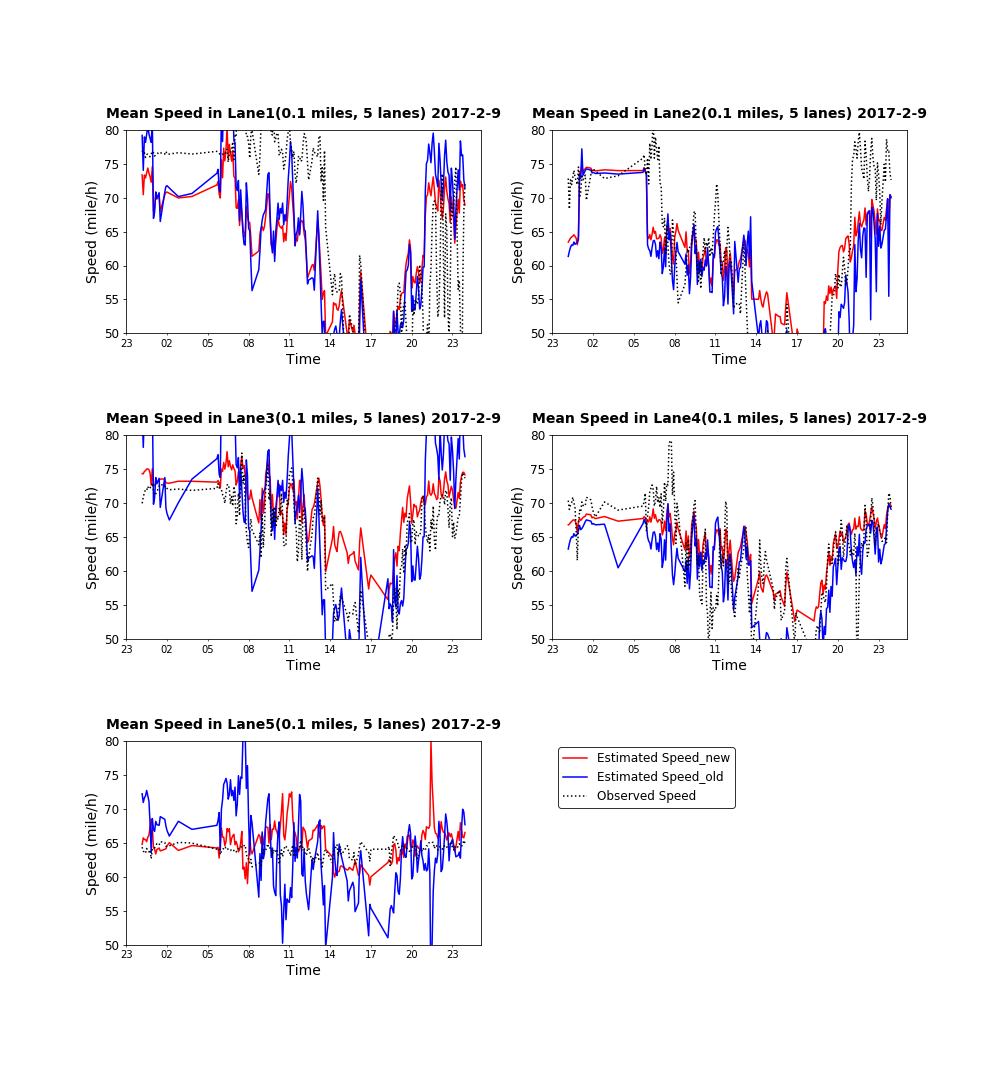 Mean Speed in Lane1(0.1 miles, 5 lanes) 2017-2-9
80
75
70
65
60
55
50
Speed (mile/h)
23 02 05 08 11 14 17 20 23
Time
Mean Speed in Lane2(0.1 miles, 5 lanes) 2017-2-9
80
75
70
65
60
55
50
Speed (mile/h)
23 02 05 08 11 14 17 20 23
Time
Mean Speed in Lane3(0.1 miles, 5 lanes) 2017-2-9
80
75
70
65
60
55
50
Speed (mile/h)
23 02 05 08 11 14 17 20 23
Time
Mean Speed in Lane4(0.1 miles, 5 lanes) 2017-2-9
80
75
70
65
60
55
50
Speed (mile/h)
23 02 05 08 11 14 17 20 23
Time
Mean Speed in Lane5(0.1 miles, 5 lanes) 2017-2-9
80
75
70
65
60
55
50
Speed (mile/h)
23 02 05 08 11 14 17 20 23
Time
Estimated Speed_new
Estimated Speed_old
Observed Speed